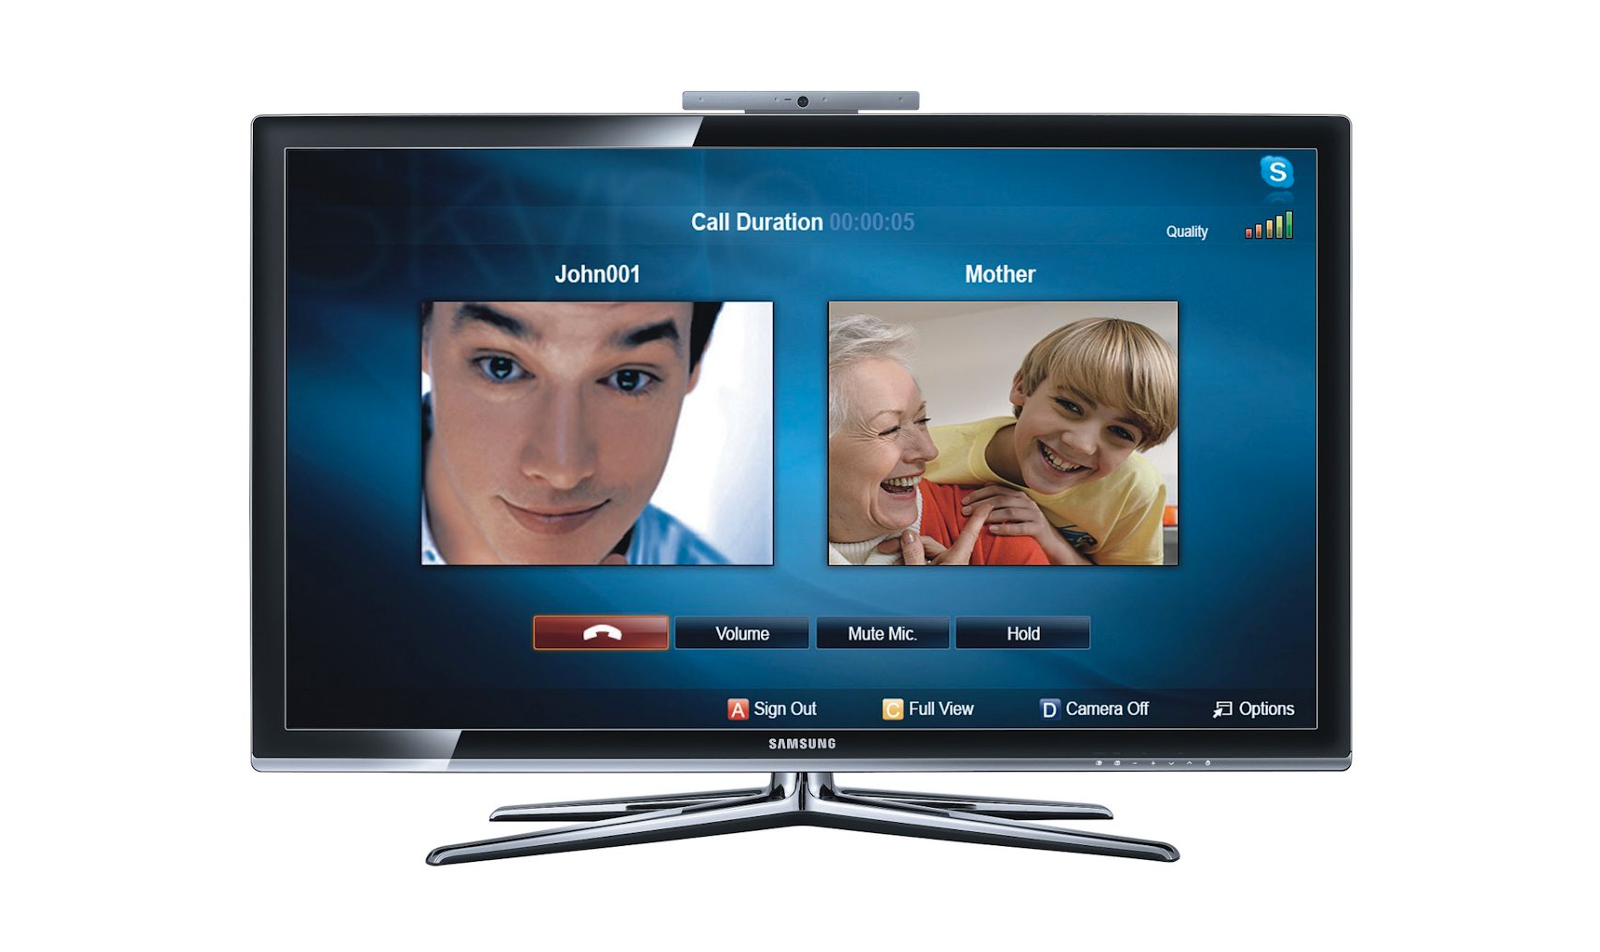 S
Call Duration 00:00:05
Quality
John001
Mother
Volume
Mute Mic.
Hold
A Sign Out
C Full View
D Camera Off
Options
SAMSUNG